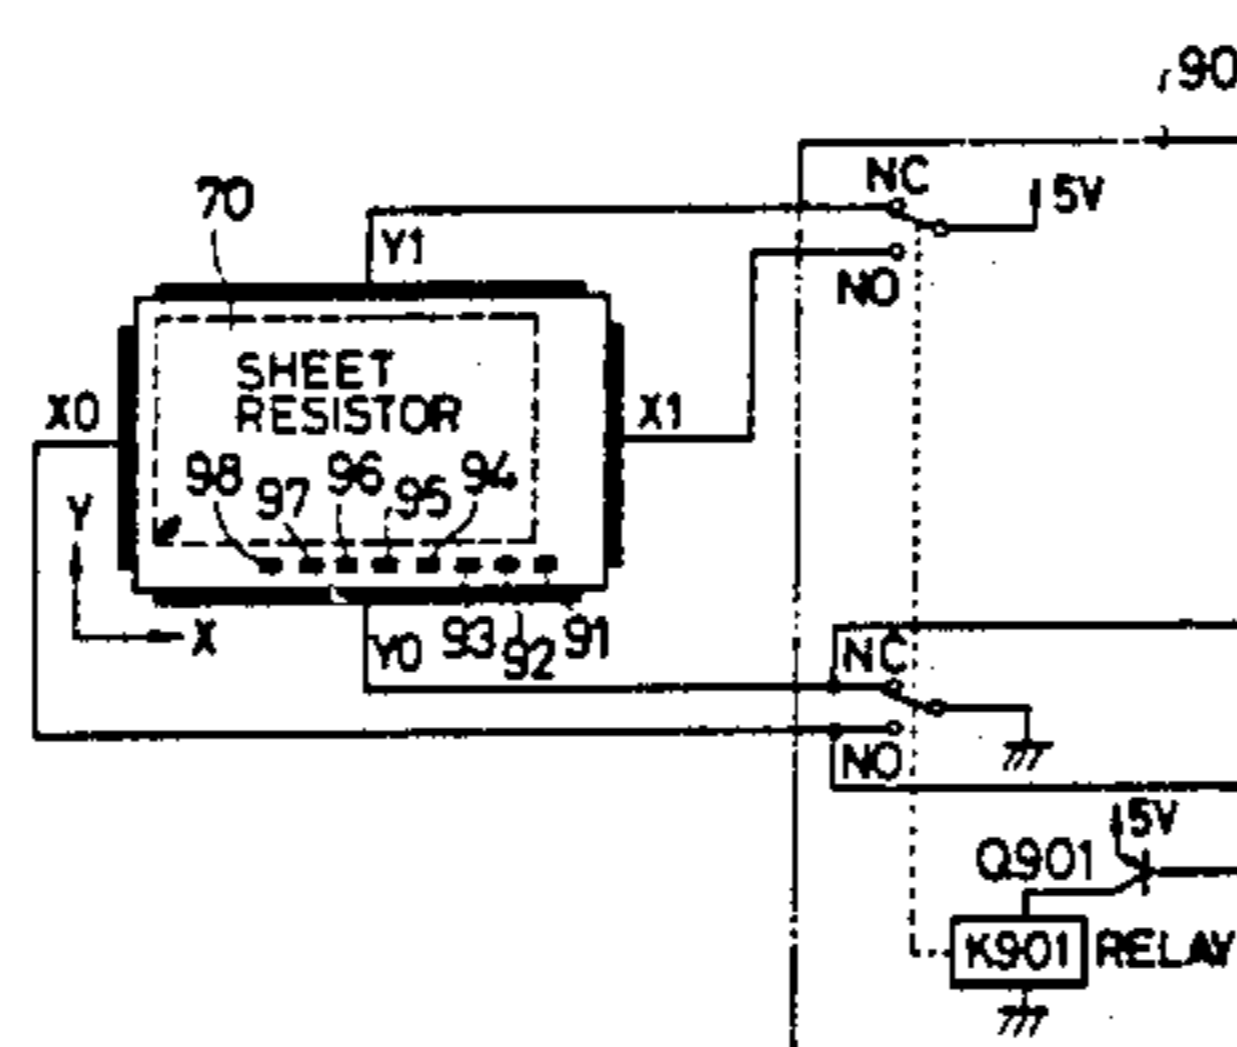 90
NC
5V
70
Y1
NO
SHEET
RESISTOR
X0
X1
98 97 96 95 94
Y
X
Y0
93 92 91
NC
NO
5V
Q901
K901 RELAY